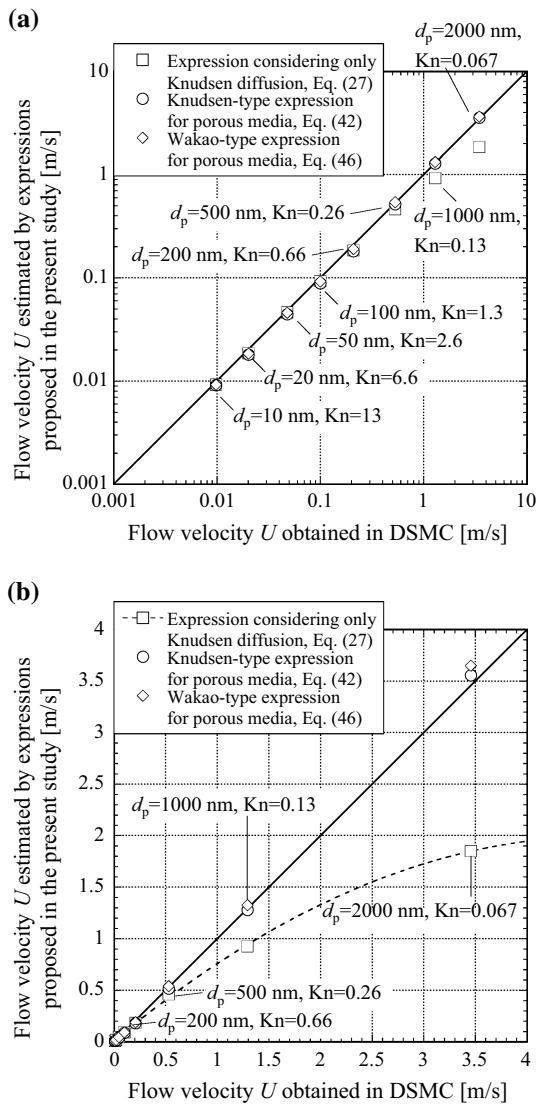 (a)
Expression considering only
Knudsen diffusion, Eq. (27)
Knudsen-type expression
for porous media, Eq. (42)
Wakao-type expression
for porous media, Eq. (46)
dp=2000 nm,
Kn=0.067
dp=500 nm, Kn=0.26
dp=1000 nm,
Kn=0.13
dp=200 nm, Kn=0.66
dp=100 nm, Kn=1.3
dp=50 nm, Kn=2.6
dp=20 nm, Kn=6.6
dp=10 nm, Kn=13
10
1
0.1
0.01
0.001
0.001
0.01
0.1
1
10
Flow velocity U estimated by expressions
proposed in the present study [m/s]
Flow velocity U obtained in DSMC [m/s]
(b)
Expression considering only
Knudsen diffusion, Eq. (27)
Knudsen-type expression
for porous media, Eq. (42)
Wakao-type expression
for porous media, Eq. (46)
dp=1000 nm, Kn=0.13
dp=2000 nm, Kn=0.067
dp=500 nm, Kn=0.26
dp=200 nm, Kn=0.66
4
3.5
3
2.5
2
1.5
1
0.5
0
0
0.5
1
1.5
2
2.5
3
3.5
4
Flow velocity U estimated by expressions
proposed in the present study [m/s]
Flow velocity U obtained in DSMC [m/s]